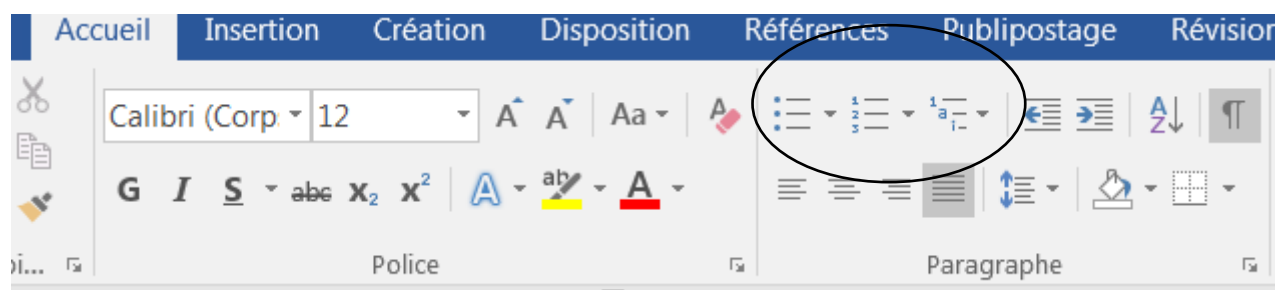 Accueil Insertion Création Disposition Références Publipostage Révision
Calibri (Corp 12 A A Aa A A Z ¶
G I S abc X₂ X² A ab A
Police Paragraphe